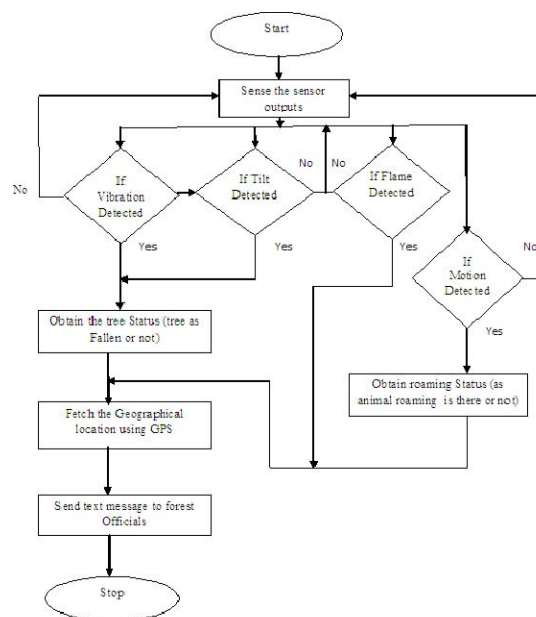 Start
Sense the sensor
outputs
No
If
Vibration
Detected
If Tilt
Detected
No
No
If Flame
Detected
If
Motion
Detected
No
Yes
Yes
Yes
Yes
Obtain the tree Status (tree as
Fallen or not)
Obtain roaming Status (as
animal roaming is there or not)
Fetch the Geographical
location using GPS
Send text message to forest
Officials
Stop